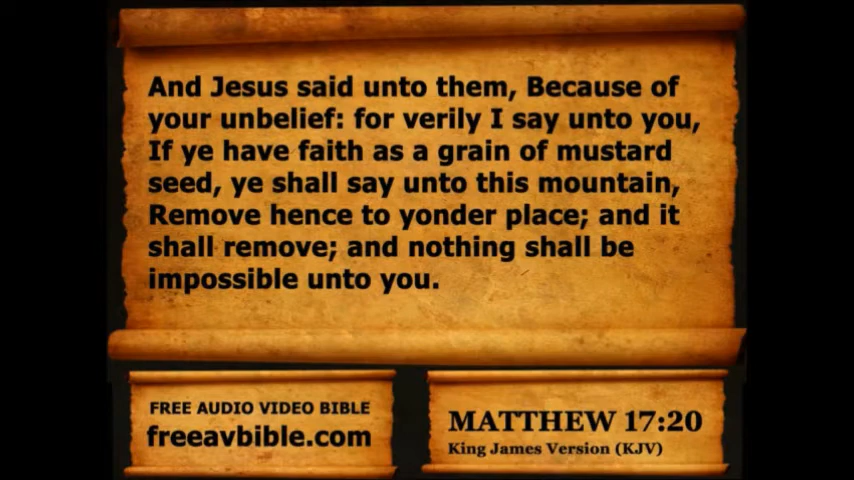 And Jesus said unto them, Because of
your unbelief: for verily I say unto you,
If ye have faith as a grain of mustard
seed, ye shall say unto this mountain,
Remove hence to yonder place; and it
shall remove; and nothing shall be
impossible unto you.
FREE AUDIO VIDEO BIBLE
freeavbible.com
MATTHEW 17:20
King James Version (KJV)